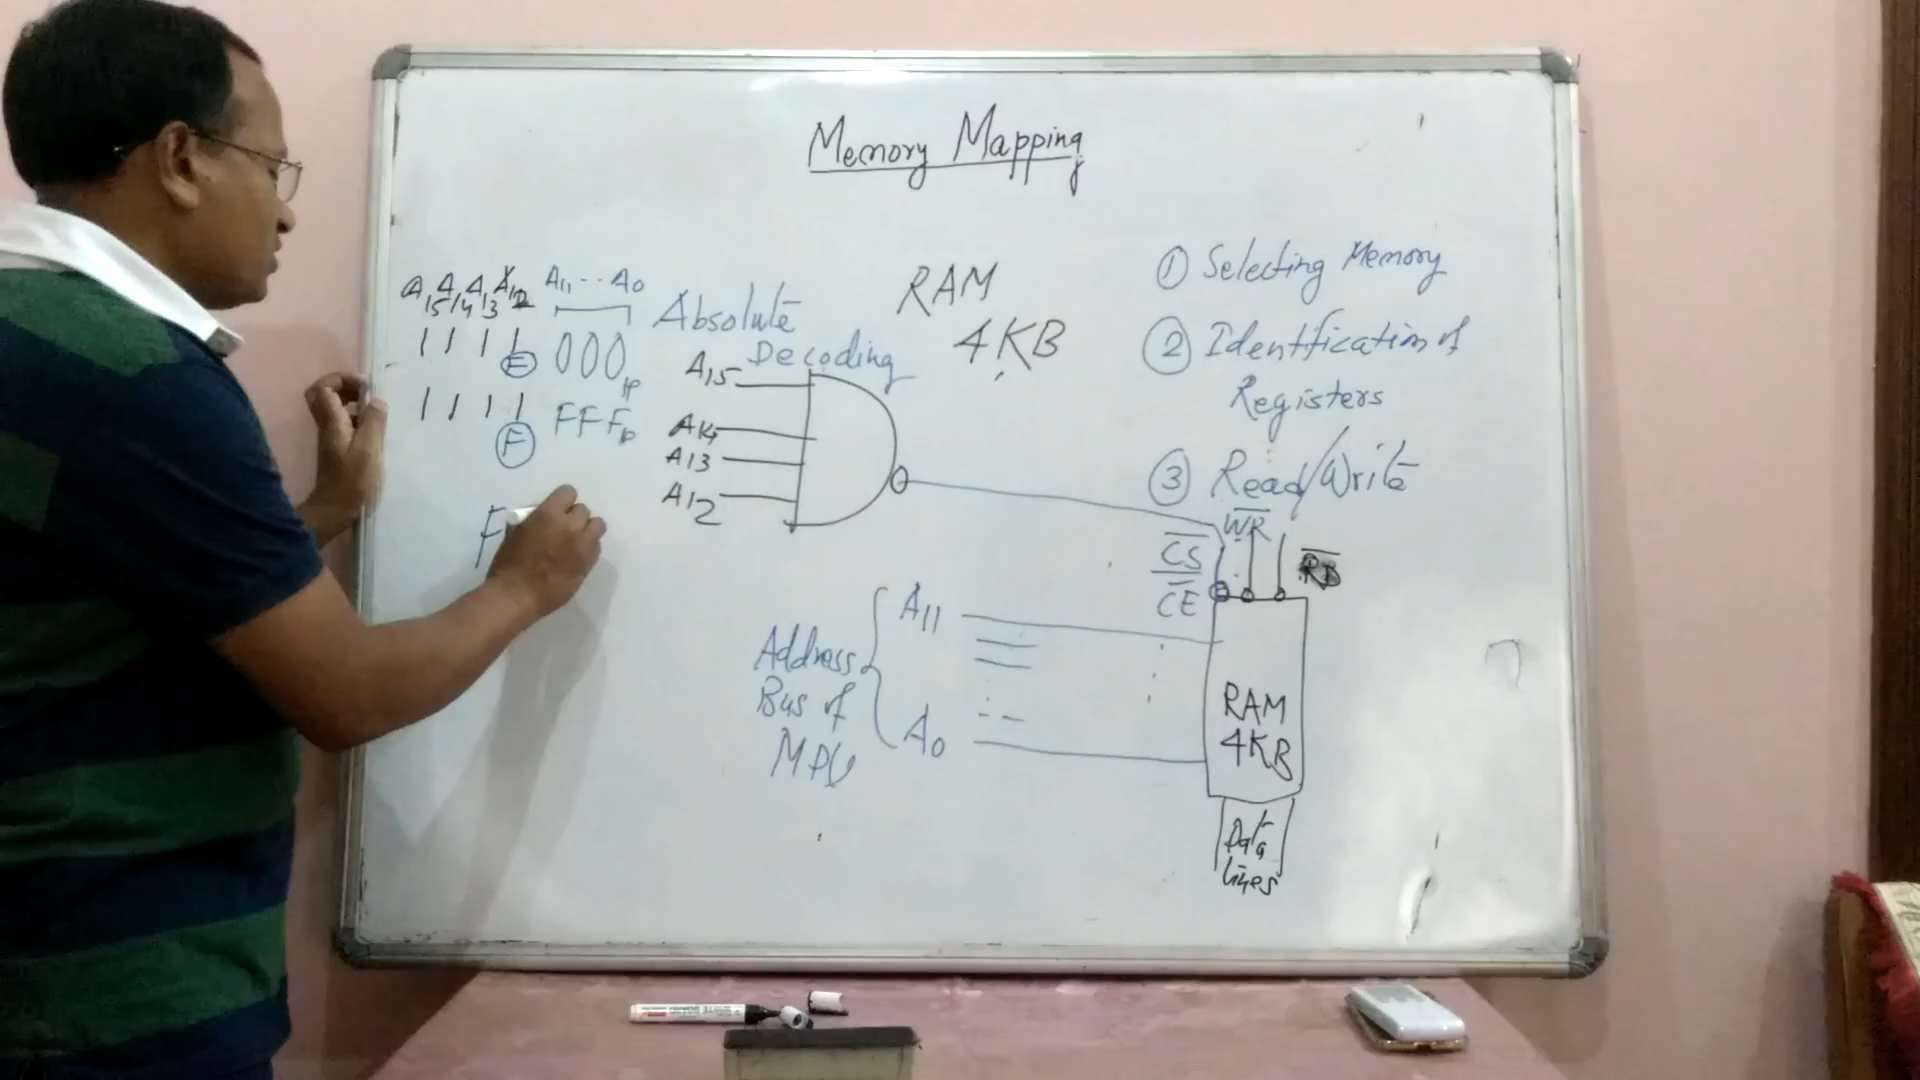 Memory Mapping
A15 A14 A13 A12 A11 -- A0
1 1 1 1 000H
F
1 1 1 1 FFFH
F
F
Absolute
Decoding
A15
A14
A13
A12
RAM
4KB
① Selecting Memory
② Identification of
Registers
③ Read/Write
CS
CE
WR
RD
Address
Bus of
MPU
A11
A0
RAM
4KB
Data
lines